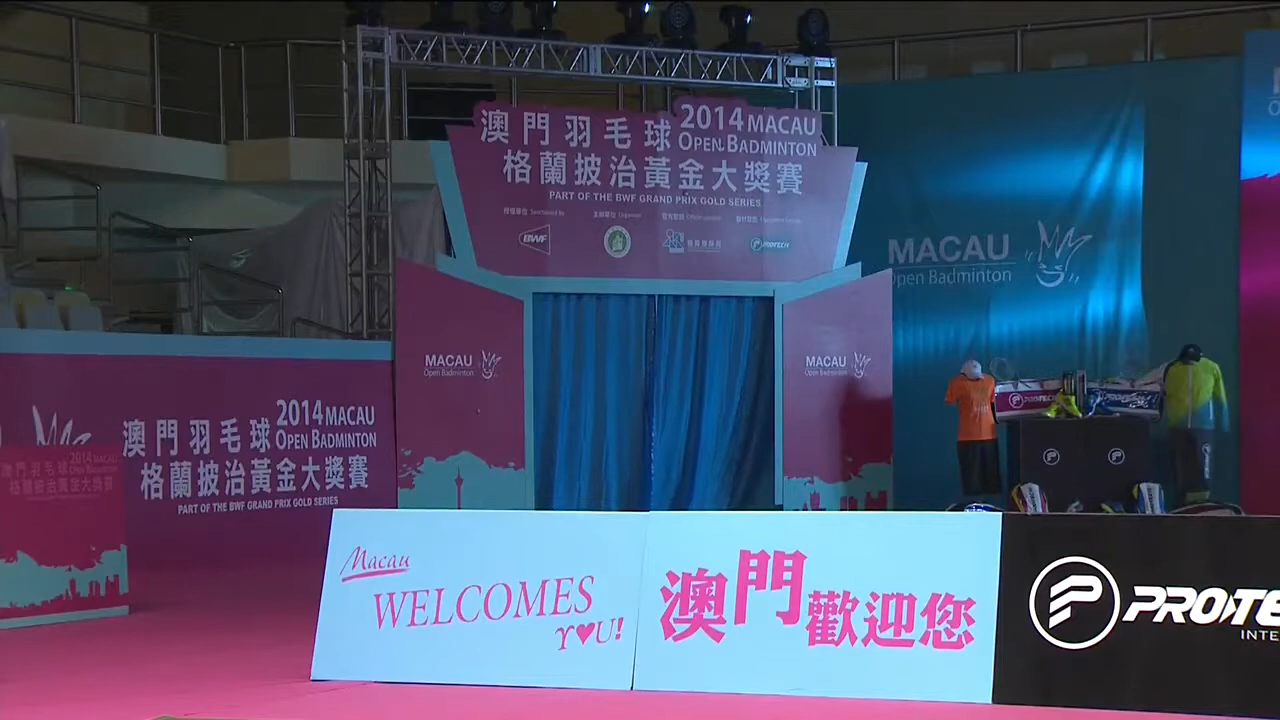 澳門羽毛球 2014 MACAU OPEN BADMINTON
格蘭披治黃金大獎賽
PART OF THE BWF GRAND PRIX GOLD SERIES
BWF
PROTECH
MACAU
Open Badminton
MACAU
Open Badminton
MACAU
Open Badminton
澳門羽毛球 2014 MACAU OPEN BADMINTON
格蘭披治黃金大獎賽
PART OF THE BWF GRAND PRIX GOLD SERIES
澳門羽毛球 2014 MACAU OPEN BADMINTON
格蘭披治黃金大獎賽
Macau
WELCOMES
Y♥U!
澳門歡迎您
PROTE
INTE